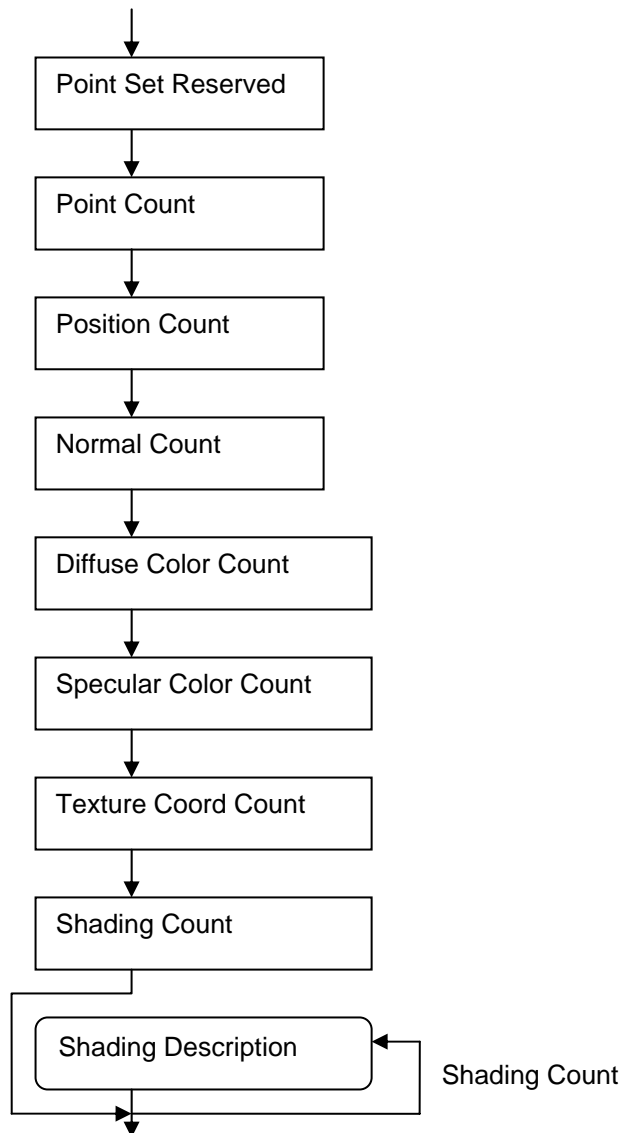 Point Set Reserved
Point Count
Position Count
Normal Count
Diffuse Color Count
Specular Color Count
Texture Coord Count
Shading Count
Shading Description
Shading Count